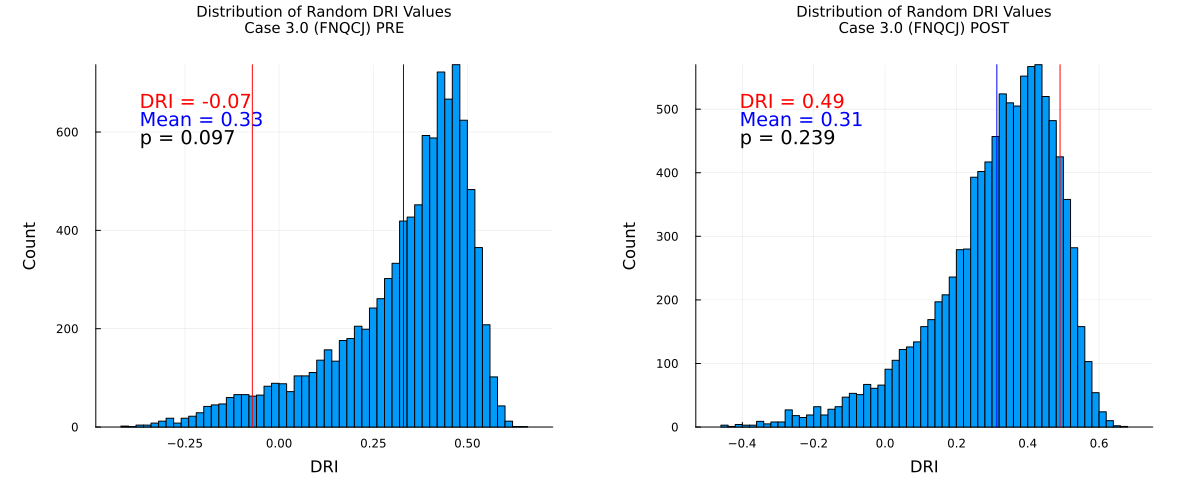 Distribution of Random DRI Values
Case 3.0 (FNQCJ) PRE
DRI = -0.07
Mean = 0.33
p = 0.097
600
400
200
0
Count
−0.25
0.00
0.25
0.50
DRI
Distribution of Random DRI Values
Case 3.0 (FNQCJ) POST
DRI = 0.49
Mean = 0.31
p = 0.239
500
400
300
200
100
0
Count
−0.4
−0.2
0.0
0.2
0.4
0.6
DRI